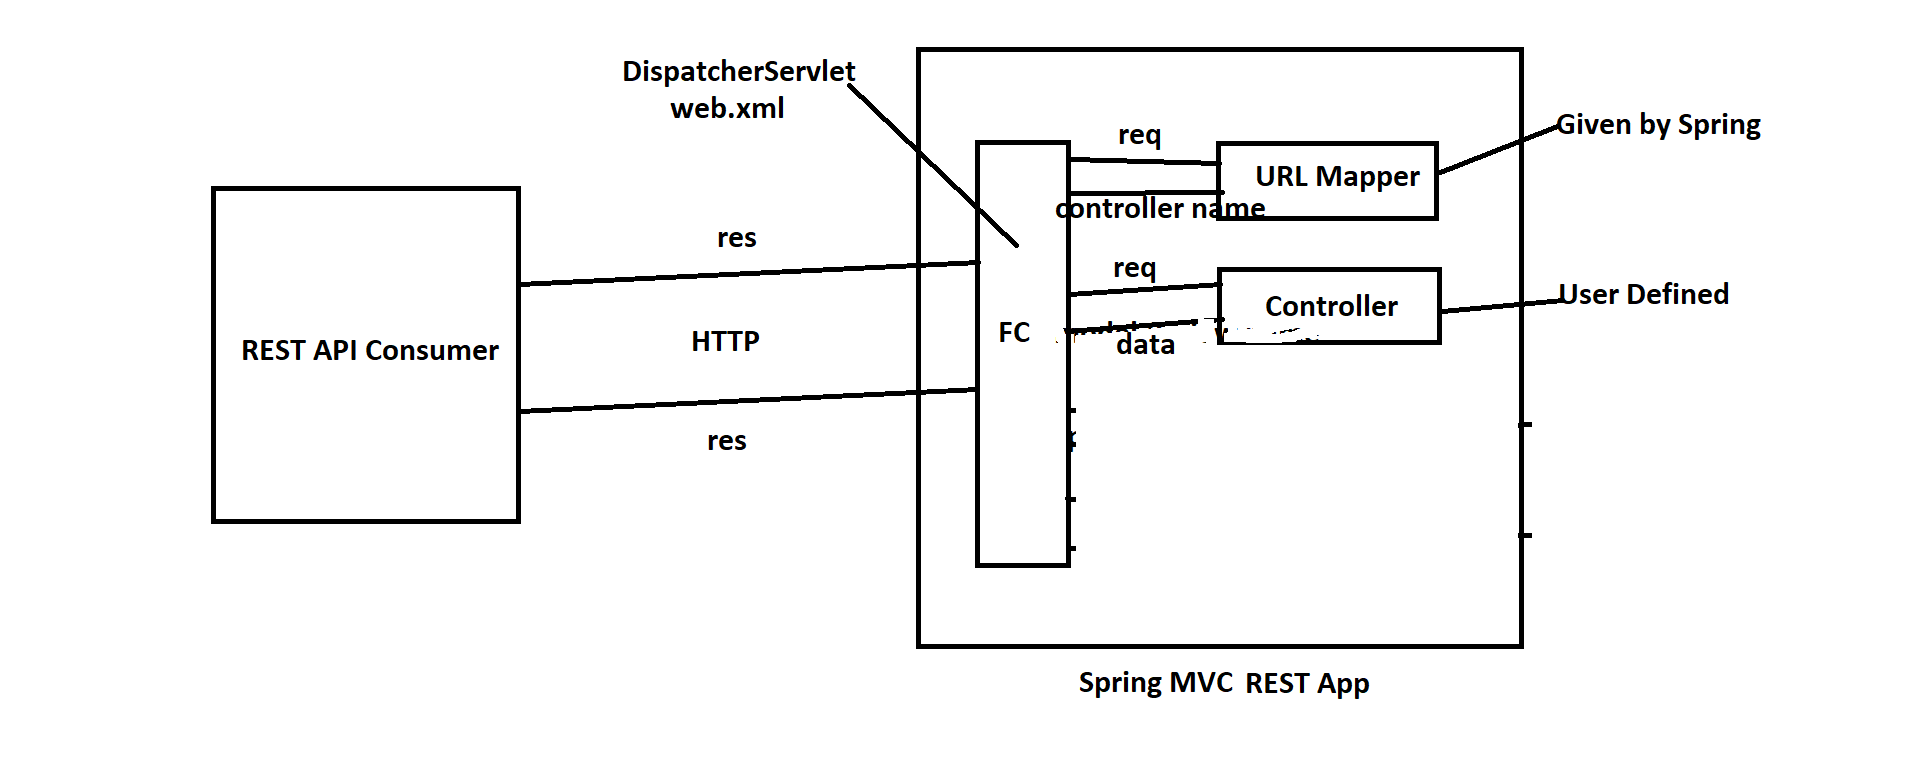 DispatcherServlet
web.xml
Given by Spring
req
URL Mapper
controller name
res
req
User Defined
Controller
HTTP
FC
data
REST API Consumer
res
Spring MVC REST App